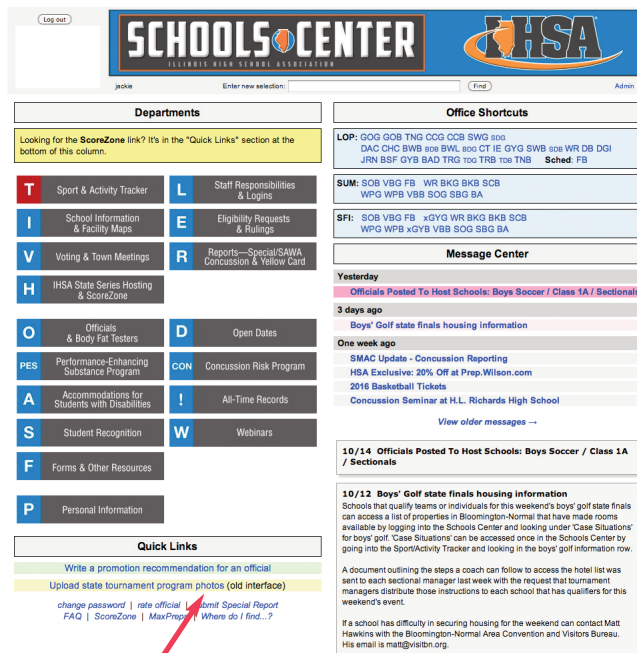 Log out
SCHOOLS CENTER
ILLINOIS HIGH SCHOOL ASSOCIATION
IHSA
jackie Enter new selection: Find Admin
Departments
Looking for the ScoreZone link? It's in the "Quick Links" section at the
bottom of this column.
T Sport & Activity Tracker
L Staff Responsibilities
& Logins
I School Information
& Facility Maps
E Eligibility Requests
& Rulings
V Voting & Town Meetings
R Reports—Special/SAWA
Concussion & Yellow Card
H IHSA State Series Hosting
& ScoreZone
O Officials
& Body Fat Testers
D Open Dates
PES Performance-Enhancing
Substance Program
CON Concussion Risk Program
A Accommodations for
Students with Disabilities
! All-Time Records
S Student Recognition
W Webinars
F Forms & Other Resources
P Personal Information
Quick Links
Write a promotion recommendation for an official
Upload state tournament program photos (old interface)
change password | rate official | Submit Special Report
FAQ | ScoreZone | MaxPreps | Where do I find...?
Office Shortcuts
LOP: GOG GOB TNG CCG CCB SWG SDG
DAC CHC BWB BDB BWL BDG CT IE GYG SWB SDB WR DB DGI
JRN BSF GYB BAD TRG TDG TRB TDB TNB Sched: FB
SUM: SOB VBG FB WR BKG BKB SCB
WPG WPB VBB SOG SBG BA
SFI: SOB VBG FB xGYG WR BKG BKB SCB
WPG WPB xGYB VBB SOG SBG BA
Message Center
Yesterday
Officials Posted To Host Schools: Boys Soccer / Class 1A / Sectionals
3 days ago
Boys' Golf state finals housing information
One week ago
SMAC Update - Concussion Reporting
HSA Exclusive: 20% Off at Prep.Wilson.com
2016 Basketball Tickets
Concussion Seminar at H.L. Richards High School
View older messages →
10/14 Officials Posted To Host Schools: Boys Soccer / Class 1A
/ Sectionals
10/12 Boys' Golf state finals housing information
Schools that qualify teams or individuals for this weekend's boys' golf state finals
can access a list of properties in Bloomington-Normal that have made rooms
available by logging into the Schools Center and looking under 'Case Situations'
for boys' golf. 'Case Situations' can be accessed once in the Schools Center by
going into the Sport/Activity Tracker and looking in the boys' golf information row.
A document outlining the steps a coach can follow to access the hotel list was
sent to each sectional manager last week with the request that tournament
managers distribute those instructions to each school that has qualifiers for this
weekend's event.
If a school has difficulty in securing housing for the weekend can contact Matt
Hawkins with the Bloomington-Normal Area Convention and Visitors Bureau.
His email is matt@visitbn.org.